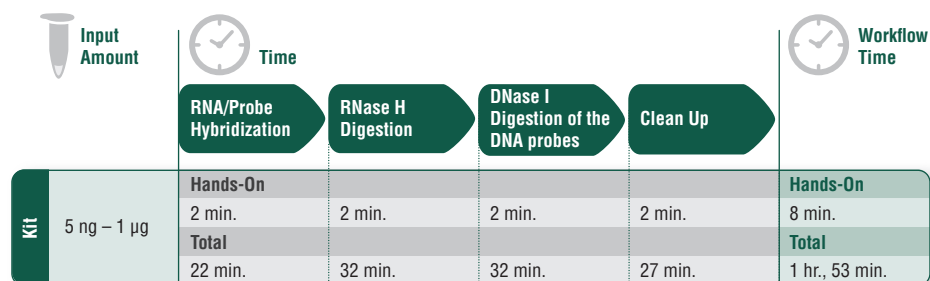 Input
Amount
Time
Workflow
Time
RNA/Probe
Hybridization
RNase H
Digestion
DNase I
Digestion of the
DNA probes
Clean Up
Kit
5 ng – 1 µg
Hands-On
Hands-On
2 min. 2 min. 2 min. 2 min. 8 min.
Total
Total
22 min. 32 min. 32 min. 27 min. 1 hr., 53 min.